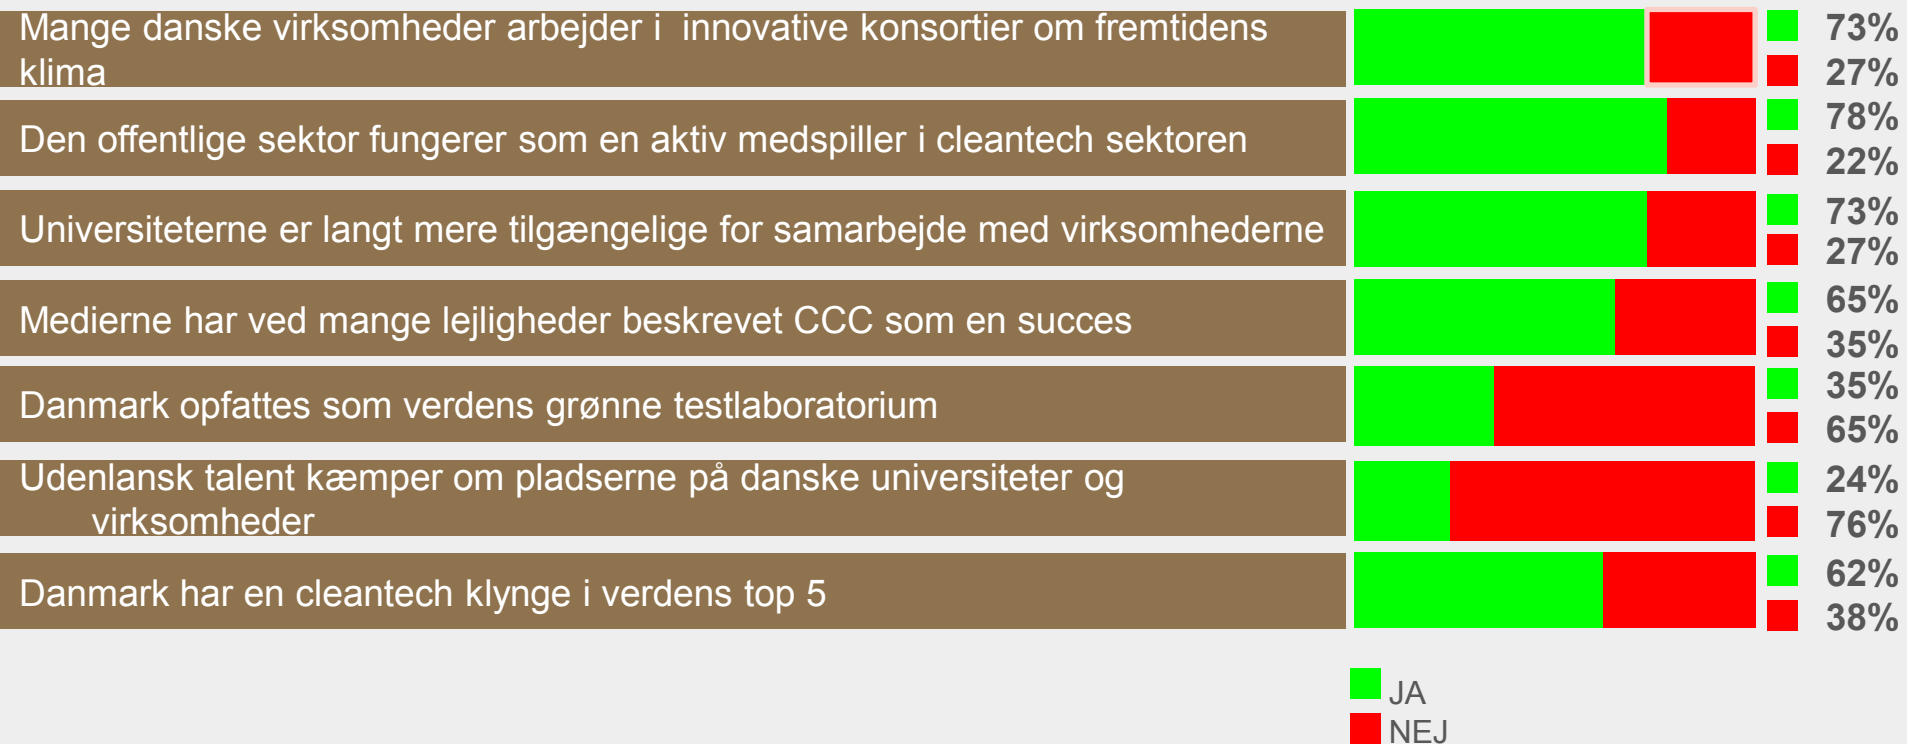 Mange danske virksomheder arbejder i  innovative konsortier om fremtidens
klima
73%
27%
Den offentlige sektor fungerer som en aktiv medspiller i cleantech sektoren
78%
22%
Universiteterne er langt mere tilgængelige for samarbejde med virksomhederne
73%
27%
Medierne har ved mange lejligheder beskrevet CCC som en succes
65%
35%
Danmark opfattes som verdens grønne testlaboratorium
35%
65%
Udenlansk talent kæmper om pladserne på danske universiteter og
virksomheder
24%
76%
Danmark har en cleantech klynge i verdens top 5
62%
38%
JA
NEJ